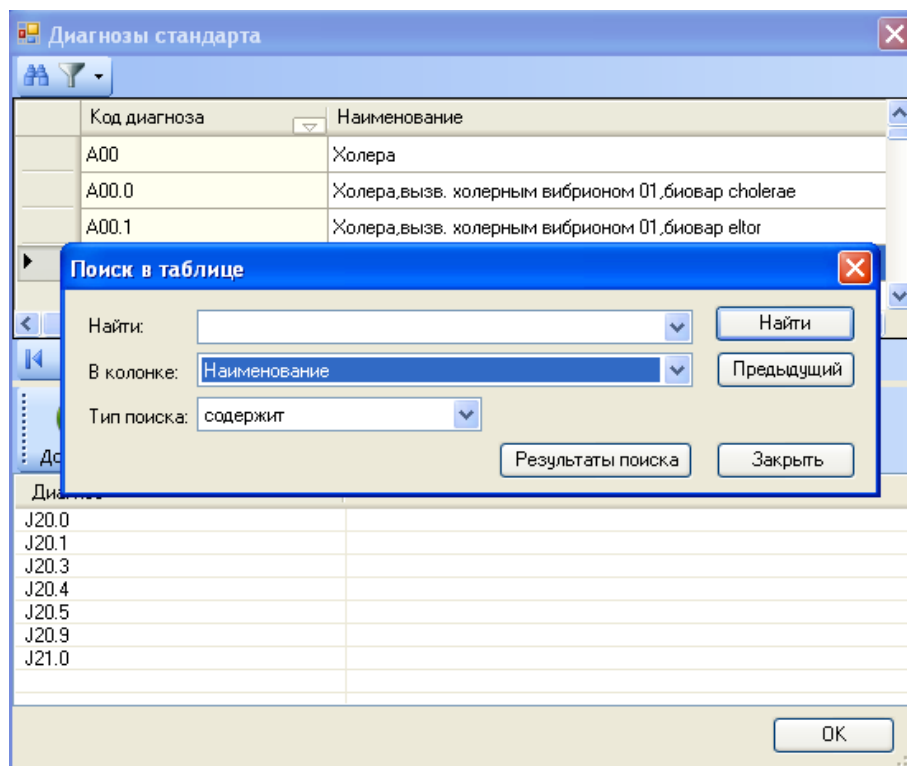 Диагнозы стандарта
Код диагноза Наименование
A00 Холера
A00.0 Холера,вызв. холерным вибрионом 01,биовар cholerae
A00.1 Холера,вызв. холерным вибрионом 01,биовар eltor
Поиск в таблице
Найти: Найти
В колонке: Наименование Предыдущий
Тип поиска: содержит
Результаты поиска Закрыть
J20.0
J20.1
J20.3
J20.4
J20.5
J20.9
J21.0
OK